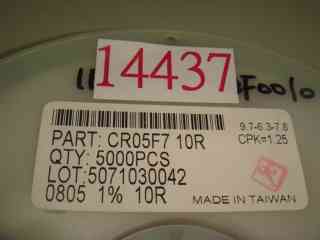 14437
PART: CR05F7 10R
QTY: 5000PCS
LOT:5071030042
0805 1% 10R
9.7-6.3-7.8
CPK=1.25
MADE IN TAIWAN